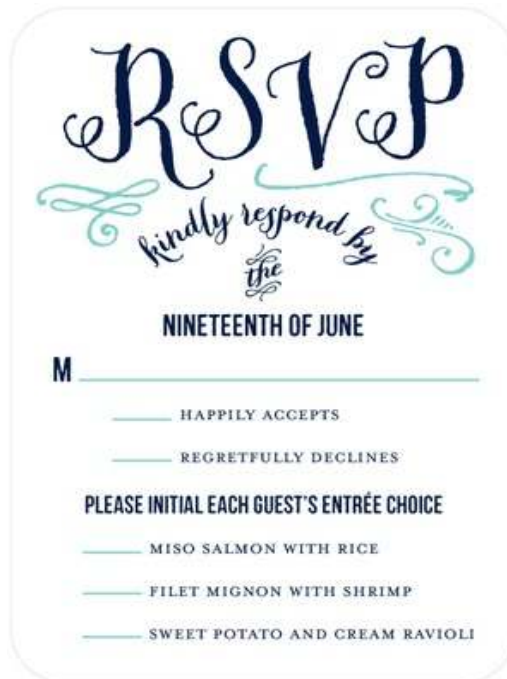 RSVP
kindly respond by
the
NINETEENTH OF JUNE
M
HAPPILY ACCEPTS
REGRETFULLY DECLINES
PLEASE INITIAL EACH GUEST'S ENTRÉE CHOICE
MISO SALMON WITH RICE
FILET MIGNON WITH SHRIMP
SWEET POTATO AND CREAM RAVIOLI